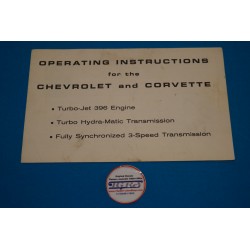 OPERATING INSTRUCTIONS
for the
CHEVROLET and CORVETTE
• Turbo-Jet 396 Engine
• Turbo Hydra-Matic Transmission
• Fully Synchronized 3-Speed Transmission